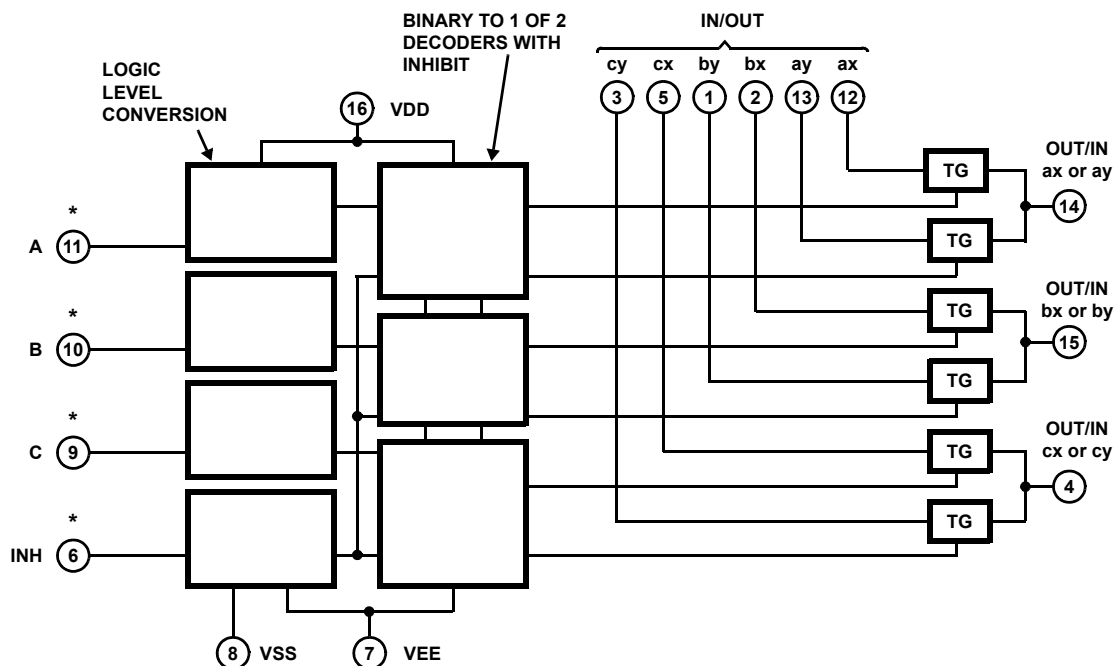 BINARY TO 1 OF 2
DECODERS WITH
INHIBIT
IN/OUT
LOGIC
LEVEL
CONVERSION
cy cx by bx ay ax
3 5 1 2 13 12
16 VDD
TG
OUT/IN
ax or ay
14
*
A 11
TG
*
B 10
TG
OUT/IN
bx or by
15
TG
*
C 9
TG
OUT/IN
cx or cy
4
*
INH 6
TG
8 VSS
7 VEE